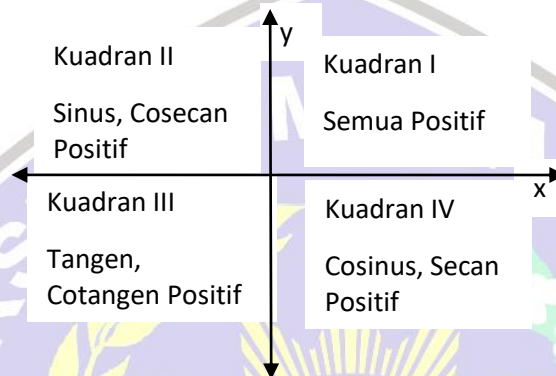 y
Kuadran II
Sinus, Cosecan
Positif
Kuadran I
Semua Positif
x
Kuadran III
Tangen,
Cotangen Positif
Kuadran IV
Cosinus, Secan
Positif